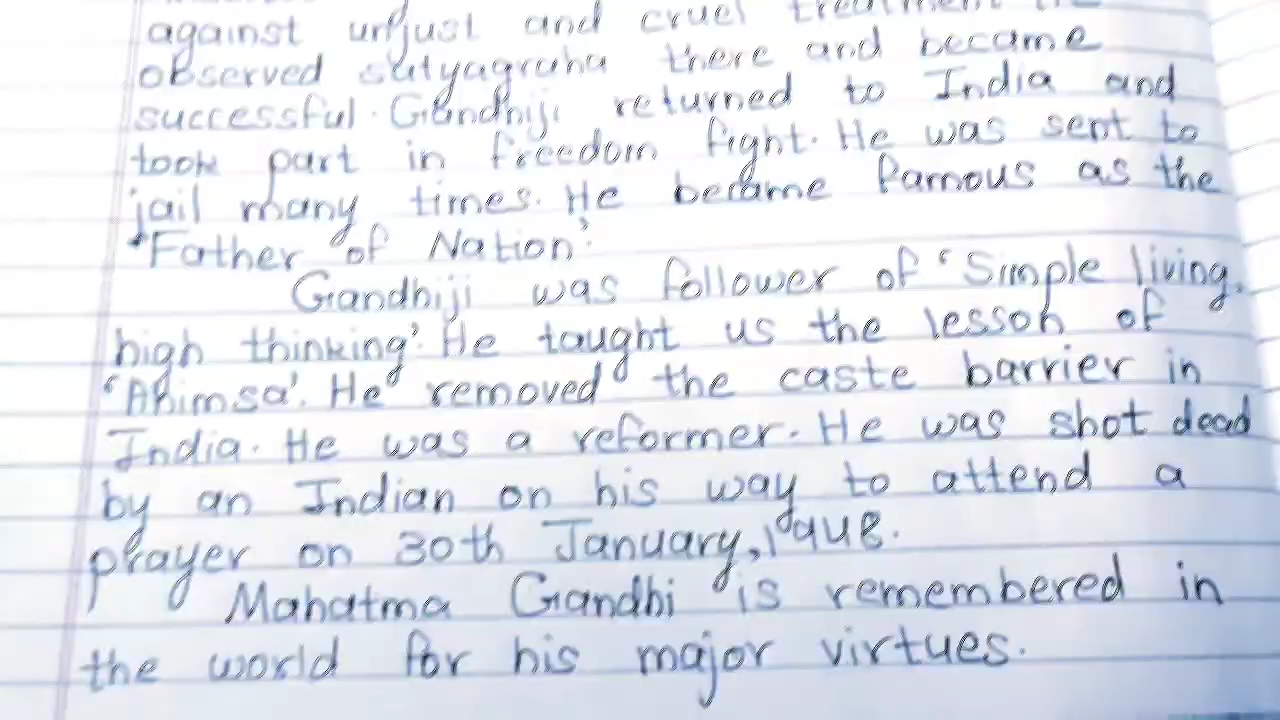 against unjust and cruel treatment
observed satyagraha there and became
successful. Gandhiji returned to India and
took part in freedom fight. He was sent to
jail many times. He became famous as the
'Father of Nation'
Gandhiji was follower of 'Simple living,
high thinking'. He taught us the lesson of
'Ahimsa'. He removed the caste barrier in
India. He was a reformer. He was shot dead
by an Indian on his way to attend a
prayer on 30th January, 1948.
Mahatma Gandhi is remembered in
the world for his major virtues.